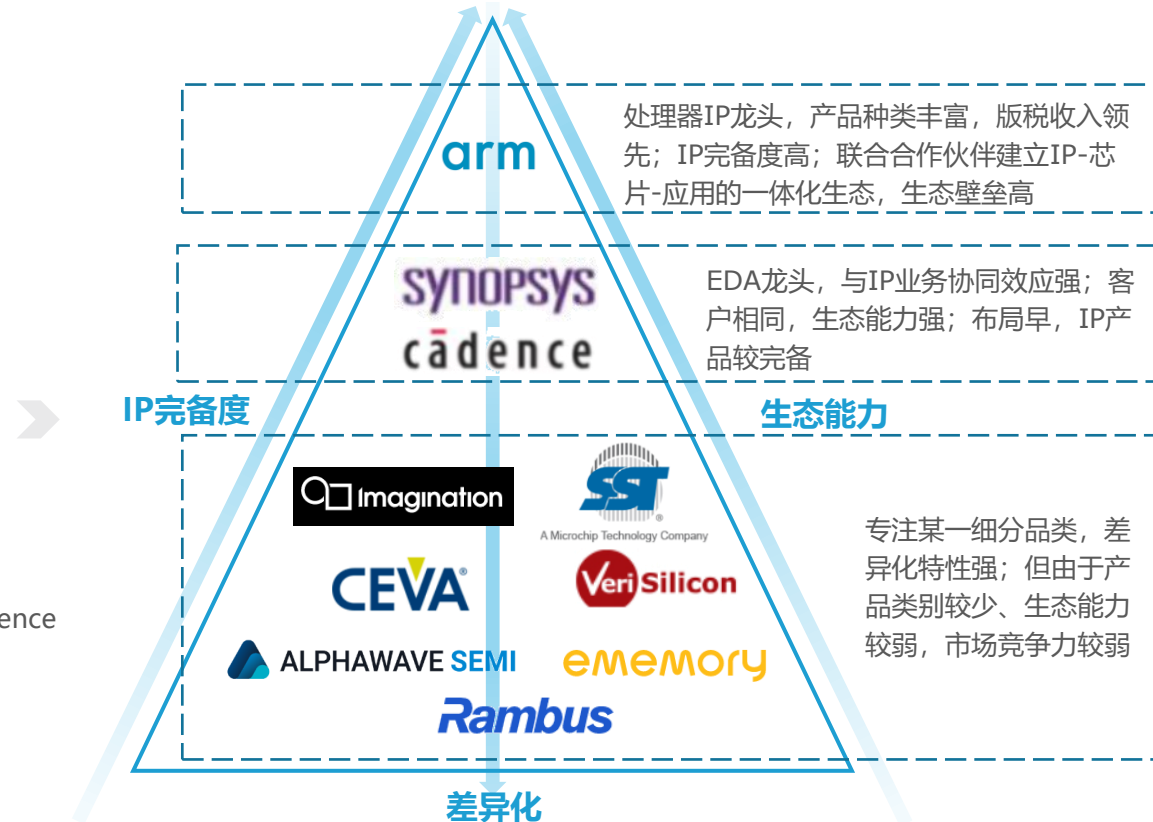 arm
处理器IP龙头，产品种类丰富，版税收入领
先；IP完备度高；联合合作伙伴建立IP-芯
片-应用的一体化生态，生态壁垒高
SYNOPSYS
cādence
EDA龙头，与IP业务协同效应强；客
户相同，生态能力强；布局早，IP产
品较完备
IP完备度
生态能力
Imagination
SST
A Microchip Technology Company
CEVA
VeriSilicon
ence
ALPHAWAVE SEMI
ememory
Rambus
专注某一细分品类，差
异化特性强；但由于产
品类别较少、生态能力
较弱，市场竞争力较弱
差异化